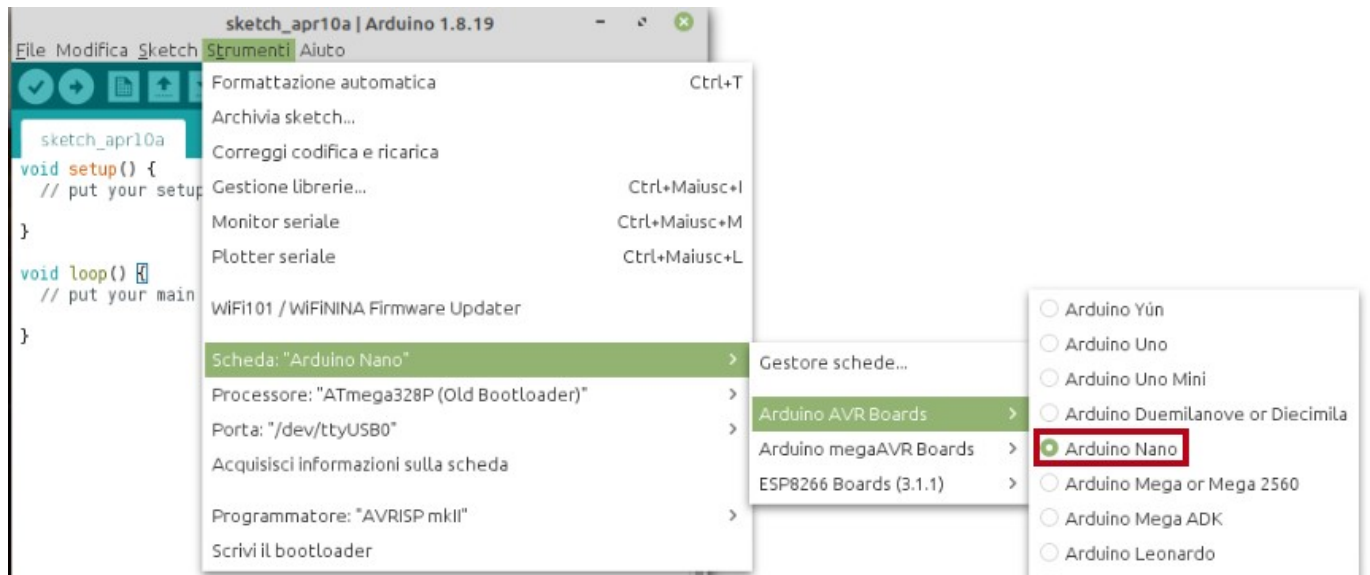 sketch_apr10a | Arduino 1.8.19
File Modifica Sketch Strumenti Aiuto
sketch_apr10a
void setup() {
// put your setup
}
void loop() {
// put your main
}
Formattazione automatica Ctrl+T
Archivia sketch...
Correggi codifica e ricarica
Gestione librerie... Ctrl+Maiusc+I
Monitor seriale Ctrl+Maiusc+M
Plotter seriale Ctrl+Maiusc+L
WiFi101 / WiFiNINA Firmware Updater
Scheda: "Arduino Nano"
Processore: "ATmega328P (Old Bootloader)"
Porta: "/dev/ttyUSB0"
Acquisisci informazioni sulla scheda
Programmatore: "AVRISP mkII"
Scrivi il bootloader
Gestore schede...
Arduino AVR Boards
Arduino megaAVR Boards
ESP8266 Boards (3.1.1)
Arduino Yún
Arduino Uno
Arduino Uno Mini
Arduino Duemilanove or Diecimila
Arduino Nano
Arduino Mega or Mega 2560
Arduino Mega ADK
Arduino Leonardo